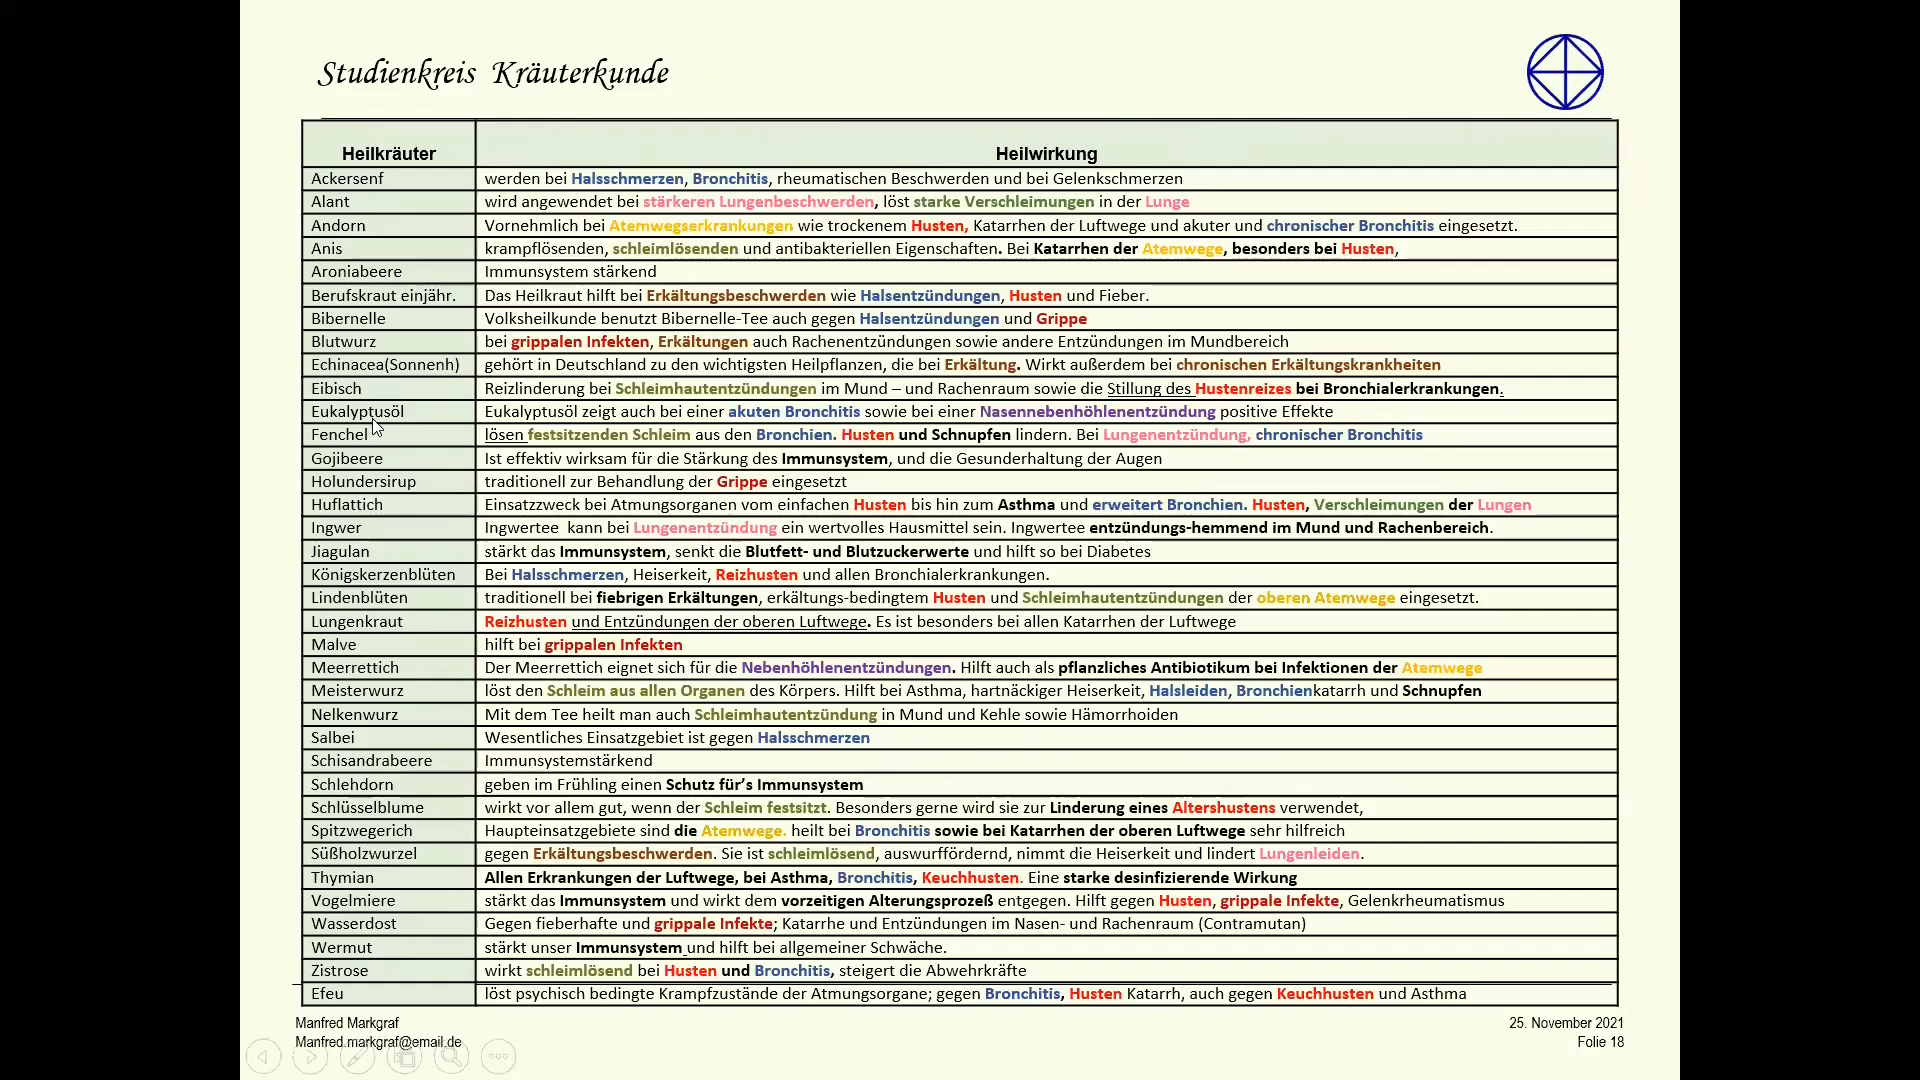 Studienkreis Kräuterkunde
Heilkräuter Heilwirkung
Ackersenf werden bei Halsschmerzen, Bronchitis, rheumatischen Beschwerden und bei Gelenkschmerzen
Alant wird angewendet bei stärkeren Lungenbeschwerden, löst starke Verschleimungen in der Lunge
Andorn Vornehmlich bei Atemwegserkrankungen wie trockenem Husten, Katarrhen der Luftwege und akuter und chronischer Bronchitis eingesetzt.
Anis krampflösenden, schleimlösenden und antibakteriellen Eigenschaften. Bei Katarrhen der Atemwege, besonders bei Husten,
Aroniabeere Immunsystem stärkend
Berufskraut einjähr. Das Heilkraut hilft bei Erkältungsbeschwerden wie Halsentzündungen, Husten und Fieber.
Bibernelle Volksheilkunde benutzt Bibernelle-Tee auch gegen Halsentzündungen und Grippe
Blutwurz bei grippalen Infekten, Erkältungen auch Rachenentzündungen sowie andere Entzündungen im Mundbereich
Echinacea(Sonnenh) gehört in Deutschland zu den wichtigsten Heilpflanzen, die bei Erkältung. Wirkt außerdem bei chronischen Erkältungskrankheiten
Eibisch Reizlinderung bei Schleimhautentzündungen im Mund – und Rachenraum sowie die Stillung des Hustenreizes bei Bronchialerkrankungen.
Eukalyptusöl Eukalyptusöl zeigt auch bei einer akuten Bronchitis sowie bei einer Nasennebenhöhlenentzündung positive Effekte
Fenchel lösen festsitzenden Schleim aus den Bronchien. Husten und Schnupfen lindern. Bei Lungenentzündung, chronischer Bronchitis
Gojibeere Ist effektiv wirksam für die Stärkung des Immunsystem, und die Gesunderhaltung der Augen
Holundersirup traditionell zur Behandlung der Grippe eingesetzt
Huflattich Einsatzzweck bei Atmungsorganen vom einfachen Husten bis hin zum Asthma und erweitert Bronchien. Husten, Verschleimungen der Lungen
Ingwer Ingwertee kann bei Lungenentzündung ein wertvolles Hausmittel sein. Ingwertee entzündungs-hemmend im Mund und Rachenbereich.
Jiagulan stärkt das Immunsystem, senkt die Blutfett- und Blutzuckerwerte und hilft so bei Diabetes
Königskerzenblüten Bei Halsschmerzen, Heiserkeit, Reizhusten und allen Bronchialerkrankungen.
Lindenblüten traditionell bei fiebrigen Erkältungen, erkältungs-bedingtem Husten und Schleimhautentzündungen der oberen Atemwege eingesetzt.
Lungenkraut Reizhusten und Entzündungen der oberen Luftwege. Es ist besonders bei allen Katarrhen der Luftwege
Malve hilft bei grippalen Infekten
Meerrettich Der Meerrettich eignet sich für die Nebenhöhlenentzündungen. Hilft auch als pflanzliches Antibiotikum bei Infektionen der Atemwege
Meisterwurz löst den Schleim aus allen Organen des Körpers. Hilft bei Asthma, hartnäckiger Heiserkeit, Halsleiden, Bronchienkatarrh und Schnupfen
Nelkenwurz Mit dem Tee heilt man auch Schleimhautentzündung in Mund und Kehle sowie Hämorrhoiden
Salbei Wesentliches Einsatzgebiet ist gegen Halsschmerzen
Schisandrabeere Immunsystemstärkend
Schlehdorn geben im Frühling einen Schutz für’s Immunsystem
Schlüsselblume wirkt vor allem gut, wenn der Schleim festsitzt. Besonders gerne wird sie zur Linderung eines Altershustens verwendet,
Spitzwegerich Haupteinsatzgebiete sind die Atemwege. heilt bei Bronchitis sowie bei Katarrhen der oberen Luftwege sehr hilfreich
Süßholzwurzel gegen Erkältungsbeschwerden. Sie ist schleimlösend, auswurffördernd, nimmt die Heiserkeit und lindert Lungenleiden.
Thymian Allen Erkrankungen der Luftwege, bei Asthma, Bronchitis, Keuchhusten. Eine starke desinfizierende Wirkung
Vogelmiere stärkt das Immunsystem und wirkt dem vorzeitigen Alterungsprozeß entgegen. Hilft gegen Husten, grippale Infekte, Gelenkrheumatismus
Wasserdost Gegen fieberhafte und grippale Infekte; Katarrhe und Entzündungen im Nasen- und Rachenraum (Contramutan)
Wermut stärkt unser Immunsystem und hilft bei allgemeiner Schwäche.
Zistrose wirkt schleimlösend bei Husten und Bronchitis, steigert die Abwehrkräfte
Efeu löst psychisch bedingte Krampfzustände der Atmungsorgane; gegen Bronchitis, Husten Katarrh, auch gegen Keuchhusten und Asthma
Manfred Markgraf 25. November 2021
Manfred.markgraf@email.de Folie 18